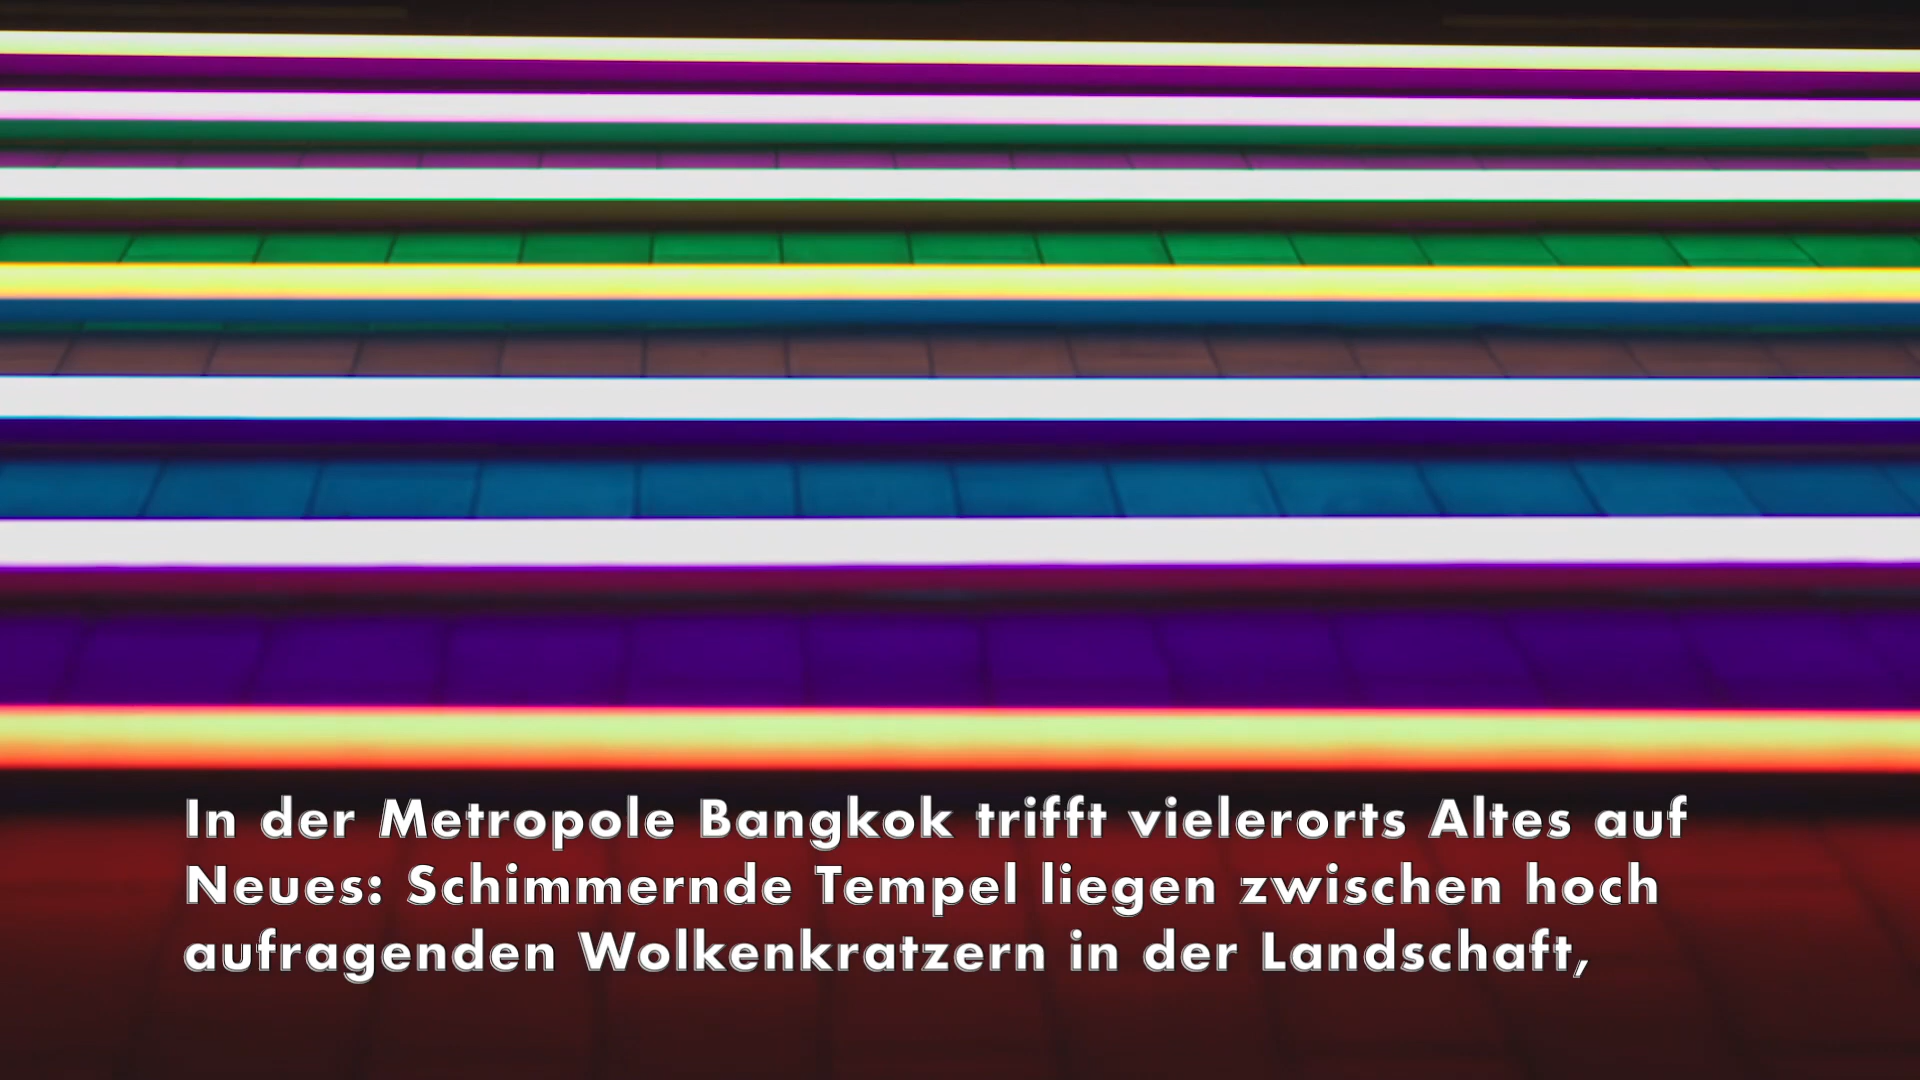 In der Metropole Bangkok trifft vielerorts Altes auf
Neues: Schimmernde Tempel liegen zwischen hoch
aufragenden Wolkenkratzern in der Landschaft,